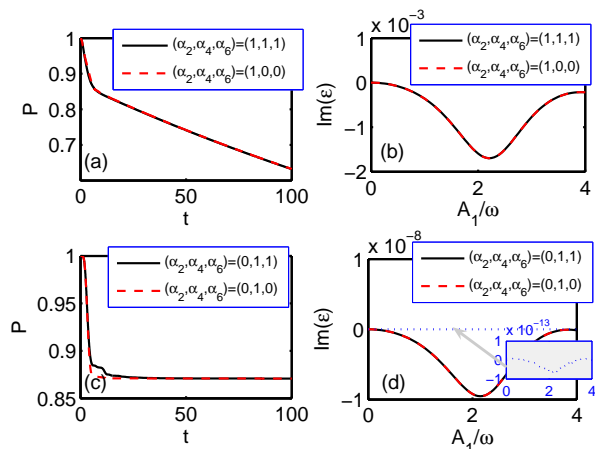 1
0.9
0.8
0.7
P
0
50
100
t
(a)
(α2,α4,α6)=(1,1,1)
(α2,α4,α6)=(1,0,0)
x 10^-3
1
0
−1
−2
Im(ε)
0
2
4
A1/ω
(b)
(α2,α4,α6)=(1,1,1)
(α2,α4,α6)=(1,0,0)
1
0.95
0.9
0.85
P
0
50
100
t
(c)
(α2,α4,α6)=(0,1,1)
(α2,α4,α6)=(0,1,0)
x 10^-8
1
0
−1
Im(ε)
0
2
4
A1/ω
(d)
(α2,α4,α6)=(0,1,1)
(α2,α4,α6)=(0,1,0)
x 10^-13
1
0
−1
0
2
4